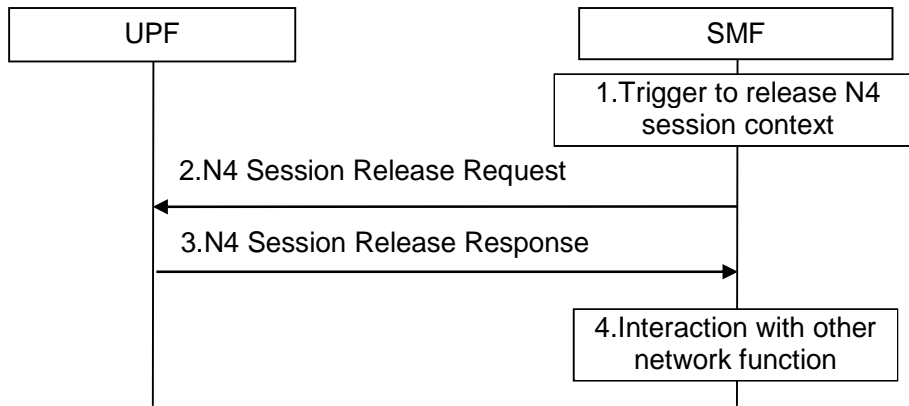 UPF
SMF
1.Trigger to release N4
session context
2.N4 Session Release Request
3.N4 Session Release Response
4.Interaction with other
network function